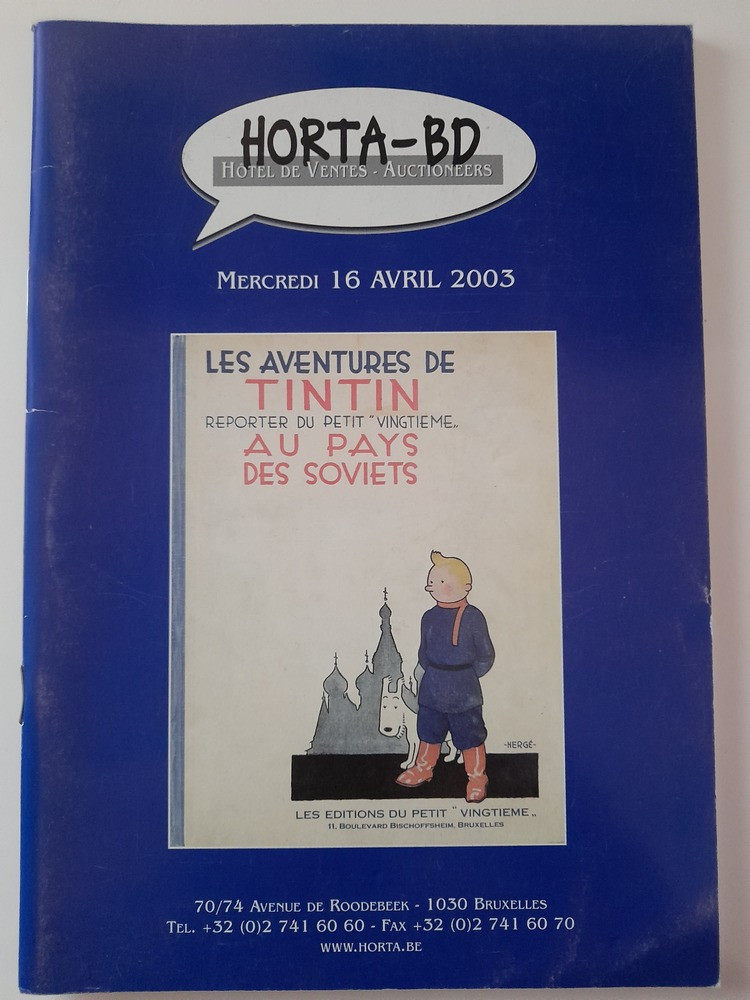 HORTA-BD
HÔTEL DE VENTES - AUCTIONEERS
MERCREDI 16 AVRIL 2003
LES AVENTURES DE
TINTIN
REPORTER DU PETIT "VINGTIEME„
AU PAYS
DES SOVIETS
-HERGÉ-
LES EDITIONS DU PETIT "VINGTIEME„
11, BOULEVARD BISCHOFFSHEIM, BRUXELLES
70/74 AVENUE DE ROODEBEEK - 1030 BRUXELLES
TEL. +32 (0)2 741 60 60 - FAX +32 (0)2 741 60 70
WWW.HORTA.BE